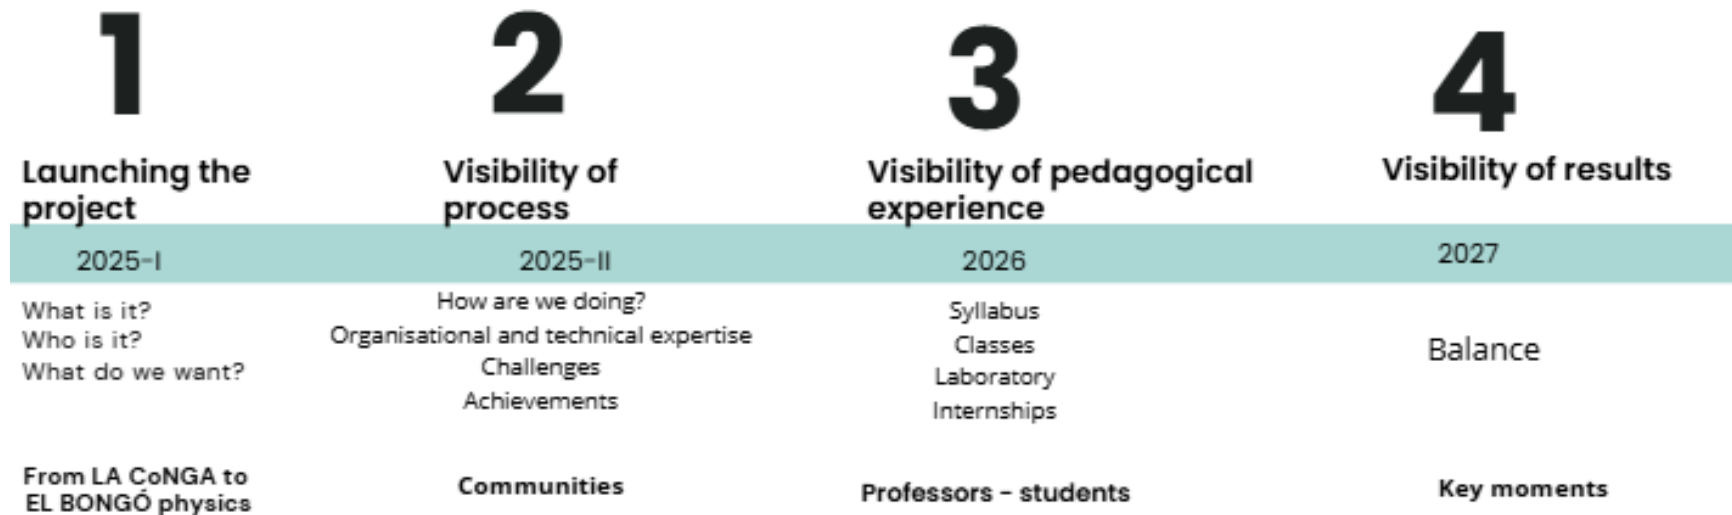 1
Launching the
project
2025-I
What is it?
Who is it?
What do we want?
From LA CoNGA to
EL BONGÓ physics
2
Visibility of
process
2025-II
How are we doing?
Organisational and technical expertise
Challenges
Achievements
Communities
3
Visibility of pedagogical
experience
2026
Syllabus
Classes
Laboratory
Internships
Professors - students
4
Visibility of results
2027
Balance
Key moments